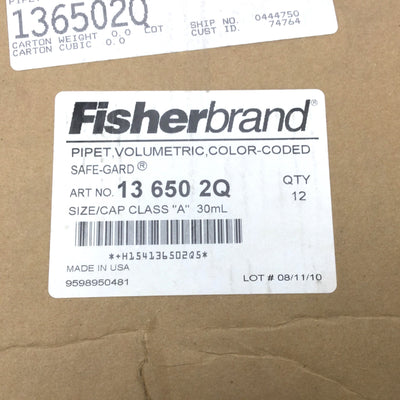 136502Q
CARTON WEIGHT 0.0 LOT
CARTON CUBIC 0.0
SHIP NO. 0444750
CUST ID. 74764
Fisherbrand®
PIPET,VOLUMETRIC,COLOR-CODED
SAFE-GARD®
ART NO. 13 650 2Q
QTY
12
SIZE/CAP CLASS "A" 30mL
*+H154136502Q5*
MADE IN USA
9598950481
LOT # 08/11/10